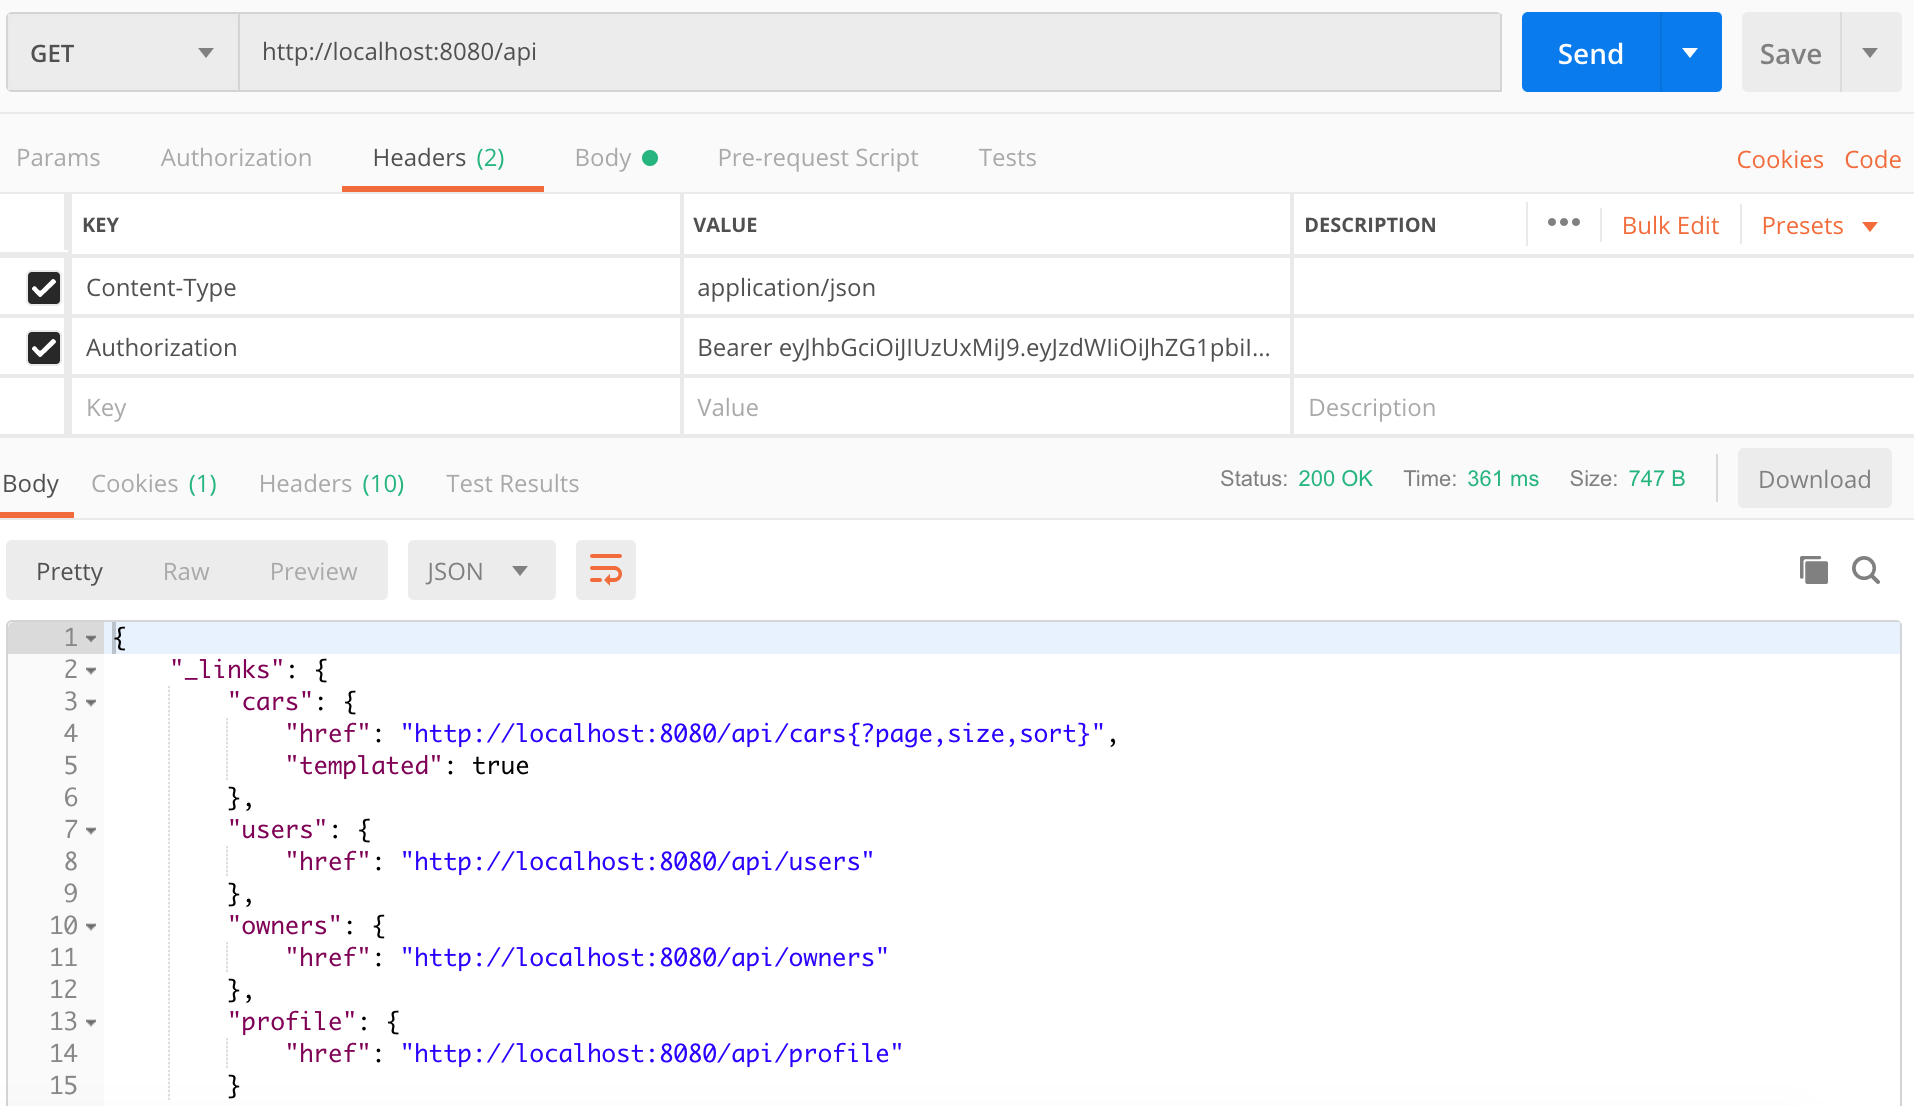 GET http://localhost:8080/api Send Save
Params Authorization Headers (2) Body Pre-request Script Tests Cookies Code
KEY VALUE DESCRIPTION ••• Bulk Edit Presets
Content-Type application/json
Authorization Bearer eyJhbGciOiJIUzUxMiJ9.eyJzdWIiOiJhZG1pbiI...
Key Value Description
Body Cookies (1) Headers (10) Test Results Status: 200 OK Time: 361 ms Size: 747 B Download
Pretty Raw Preview JSON
1 {
2 "_links": {
3 "cars": {
4 "href": "http://localhost:8080/api/cars{?page,size,sort}",
5 "templated": true
6 },
7 "users": {
8 "href": "http://localhost:8080/api/users"
9 },
10 "owners": {
11 "href": "http://localhost:8080/api/owners"
12 },
13 "profile": {
14 "href": "http://localhost:8080/api/profile"
15 }